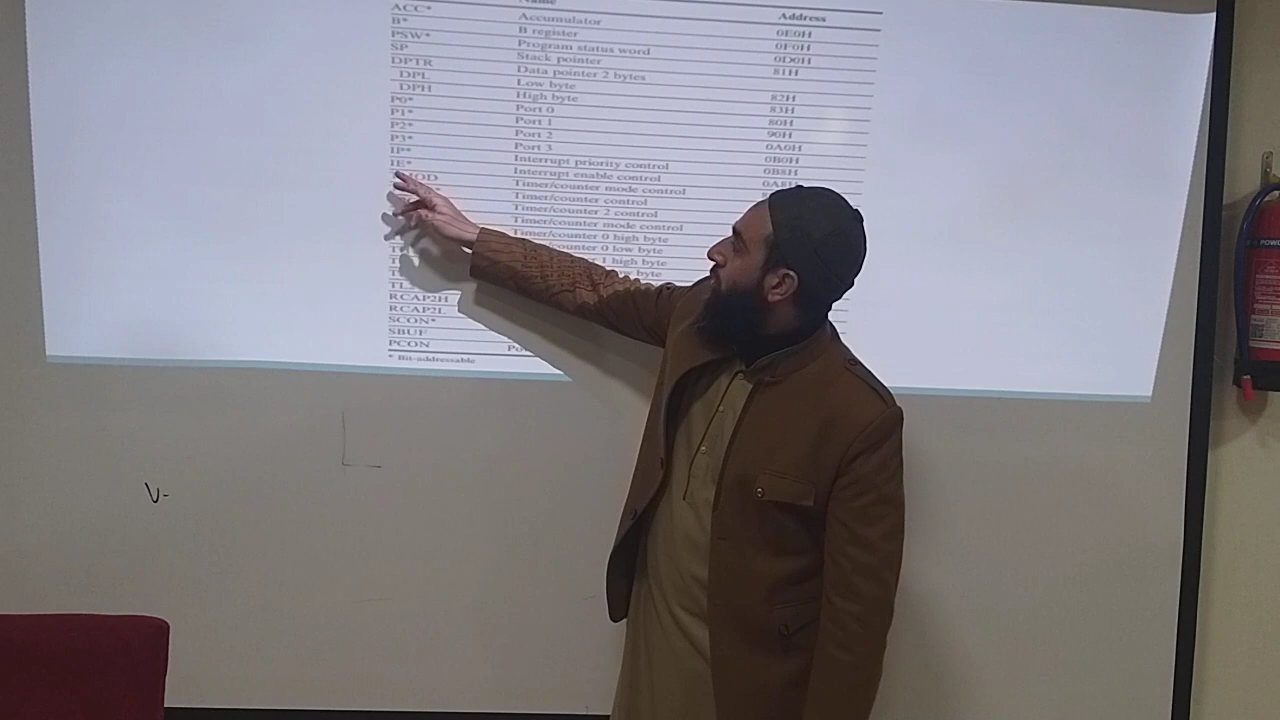 Name Address
ACC* Accumulator 0E0H
B* B register 0F0H
PSW* Program status word 0D0H
SP Stack pointer 81H
DPTR Data pointer 2 bytes
DPL Low byte 82H
DPH High byte 83H
P0* Port 0 80H
P1* Port 1 90H
P2* Port 2 0A0H
P3* Port 3 0B0H
IP* Interrupt priority control 0B8H
IE* Interrupt enable control 0A8H
MOD Timer/counter mode control
Timer/counter control
Timer/counter 2 control
Timer/counter mode control
Timer/counter 0 high byte
counter 0 low byte
1 high byte
byte
RCAP2H
RCAP2L
SCON*
SBUF
PCON
* Bit-addressable
V-
POW